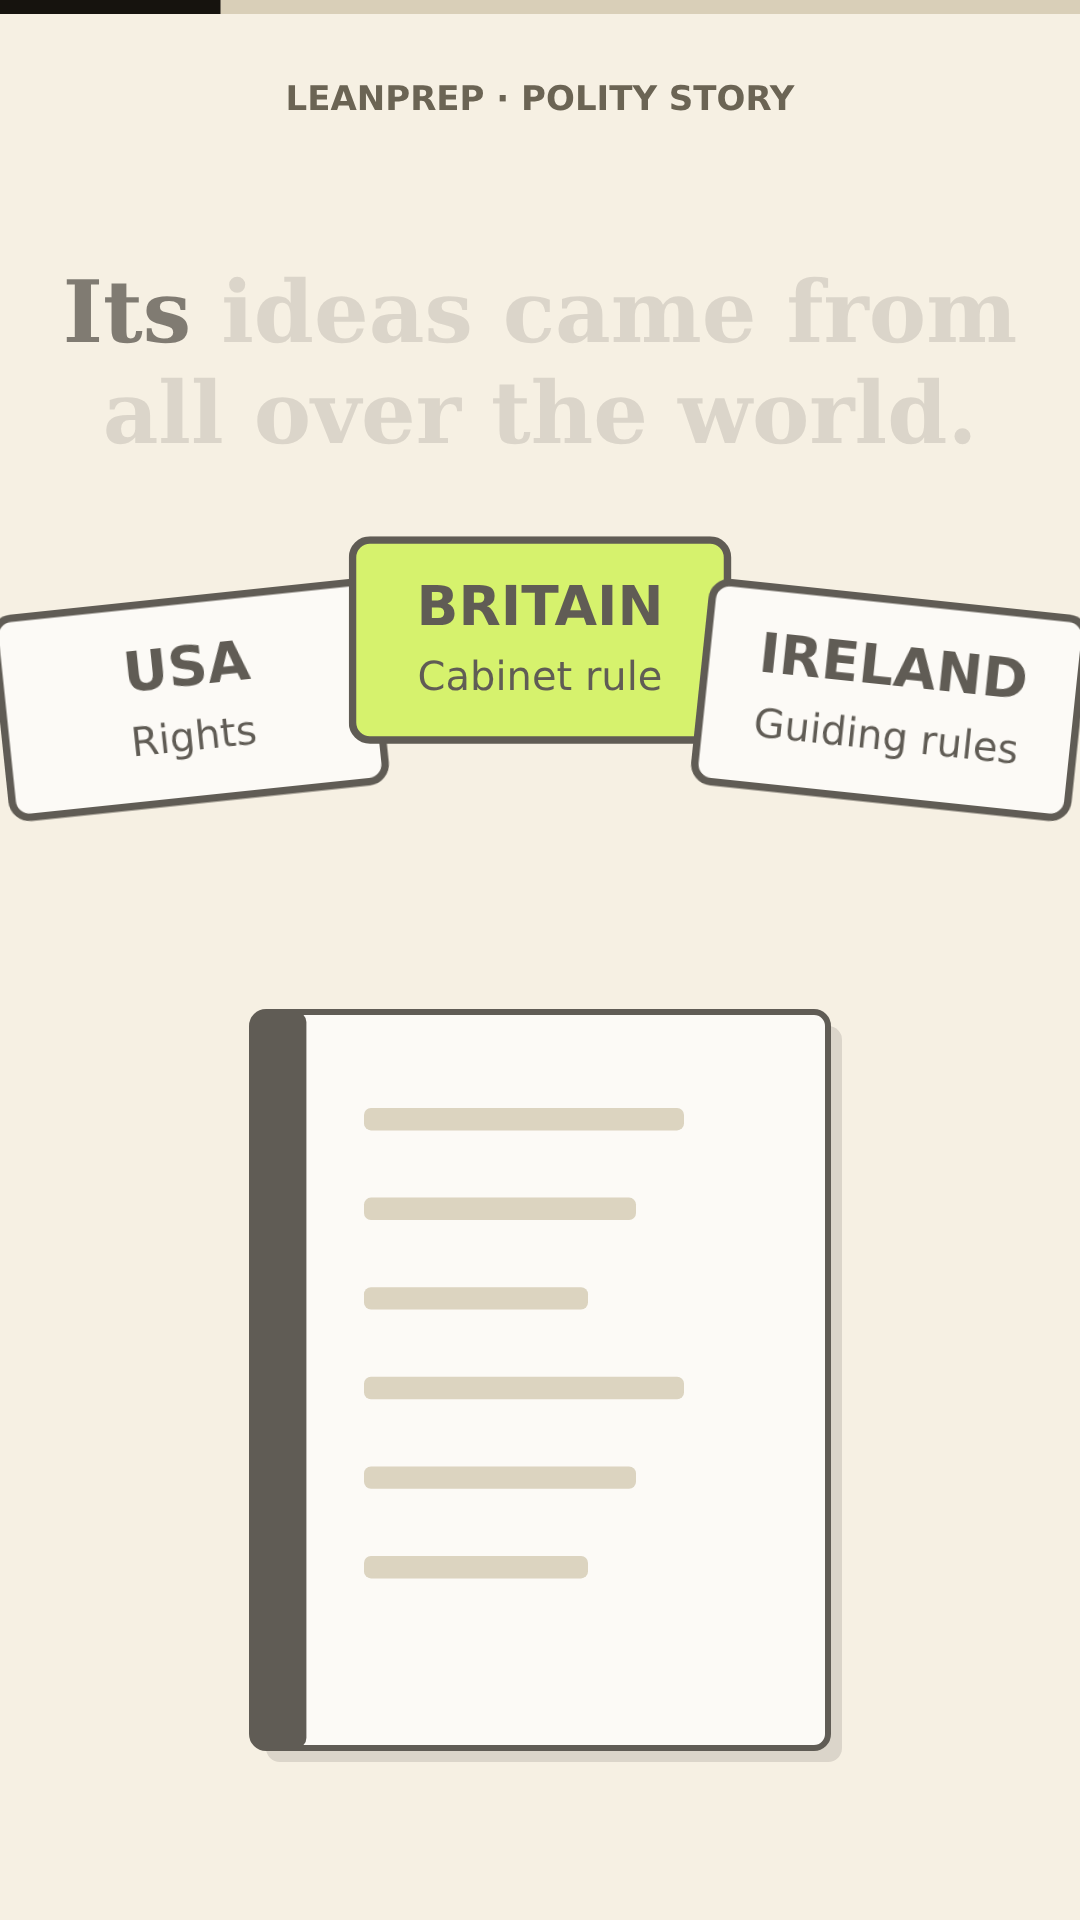 LEANPREP · POLITY STORY
Its ideas came from
all over the world.
USA
Rights
BRITAIN
Cabinet rule
IRELAND
Guiding rules